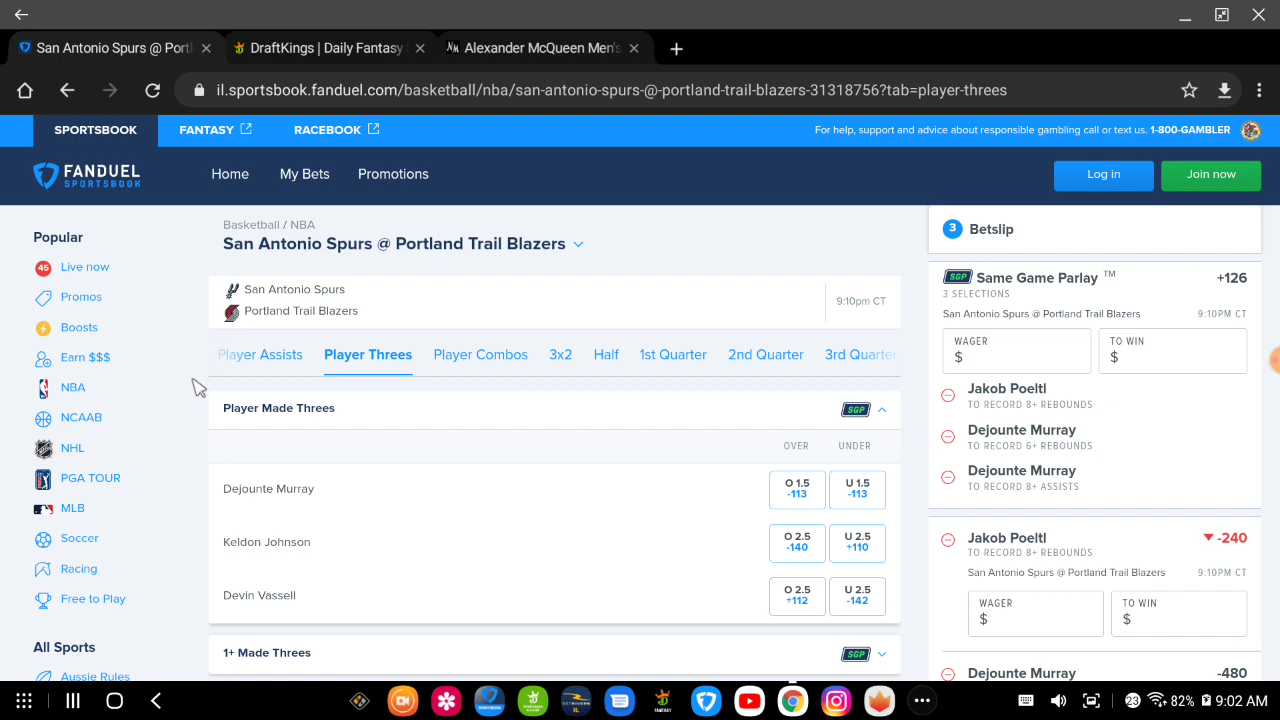 San Antonio Spurs @ Portl
DraftKings | Daily Fantasy
Alexander McQueen Men's
il.sportsbook.fanduel.com/basketball/nba/san-antonio-spurs-@-portland-trail-blazers-31318756?tab=player-threes
SPORTSBOOK
FANTASY
RACEBOOK
For help, support and advice about responsible gambling call or text us. 1-800-GAMBLER
FANDUEL
SPORTSBOOK
Home
My Bets
Promotions
Log in
Join now
Popular
45 Live now
Promos
Boosts
Earn $$$
NBA
NCAAB
NHL
PGA TOUR
MLB
Soccer
Racing
Free to Play
All Sports
Aussie Rules
Basketball / NBA
San Antonio Spurs @ Portland Trail Blazers
San Antonio Spurs
Portland Trail Blazers
9:10pm CT
Player Assists
Player Threes
Player Combos
3x2
Half
1st Quarter
2nd Quarter
3rd Quarter
Player Made Threes
SGP
OVER
UNDER
Dejounte Murray
O 1.5
-113
U 1.5
-113
Keldon Johnson
O 2.5
-140
U 2.5
+110
Devin Vassell
O 2.5
+112
U 2.5
-142
1+ Made Threes
SGP
3 Betslip
SGP Same Game Parlay ™ +126
3 SELECTIONS
San Antonio Spurs @ Portland Trail Blazers 9:10PM CT
WAGER
$
TO WIN
$
Jakob Poeltl
TO RECORD 8+ REBOUNDS
Dejounte Murray
TO RECORD 6+ REBOUNDS
Dejounte Murray
TO RECORD 8+ ASSISTS
Jakob Poeltl -240
TO RECORD 8+ REBOUNDS
San Antonio Spurs @ Portland Trail Blazers 9:10PM CT
WAGER
$
TO WIN
$
Dejounte Murray -480
23 82% 9:02 AM